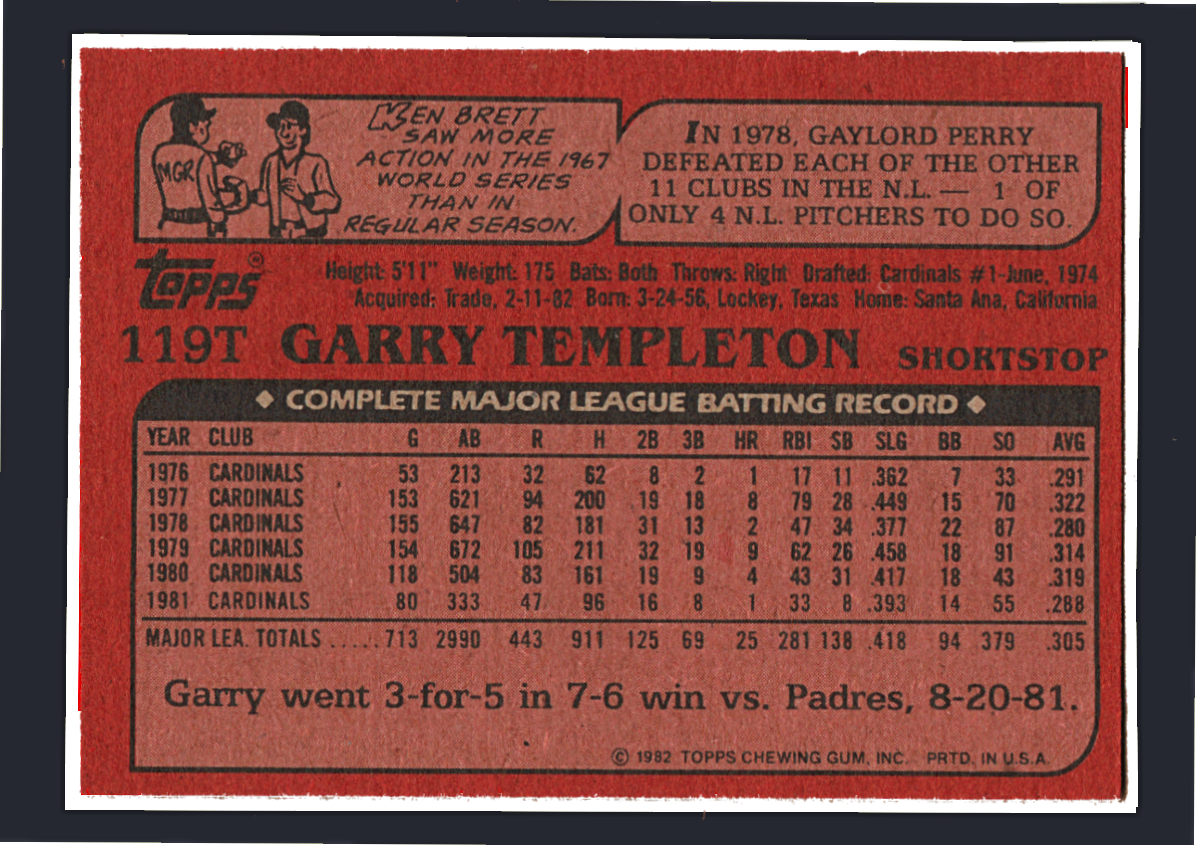 MGR
KEN BRETT
SAW MORE
ACTION IN THE 1967
WORLD SERIES
THAN IN
REGULAR SEASON.
IN 1978, GAYLORD PERRY
DEFEATED EACH OF THE OTHER
11 CLUBS IN THE N.L. — 1 OF
ONLY 4 N.L. PITCHERS TO DO SO.
TOPPS®
Height: 5'11" Weight: 175 Bats: Both Throws: Right Drafted: Cardinals #1-June, 1974
Acquired: Trade, 2-11-82 Born: 3-24-56, Lockey, Texas Home: Santa Ana, California
119T GARRY TEMPLETON SHORTSTOP
◆ COMPLETE MAJOR LEAGUE BATTING RECORD ◆
YEAR CLUB G AB R H 2B 3B HR RBI SB SLG BB SO AVG
1976 CARDINALS 53 213 32 62 8 2 1 17 11 .362 7 33 .291
1977 CARDINALS 153 621 94 200 19 18 8 79 28 .449 15 70 .322
1978 CARDINALS 155 647 82 181 31 13 2 47 34 .377 22 87 .280
1979 CARDINALS 154 672 105 211 32 19 9 62 26 .458 18 91 .314
1980 CARDINALS 118 504 83 161 19 9 4 43 31 .417 18 43 .319
1981 CARDINALS 80 333 47 96 16 8 1 33 8 .393 14 55 .288
MAJOR LEA. TOTALS .....713 2990 443 911 125 69 25 281 138 .418 94 379 .305
Garry went 3-for-5 in 7-6 win vs. Padres, 8-20-81.
© 1982 TOPPS CHEWING GUM, INC. PRTD. IN U.S.A.